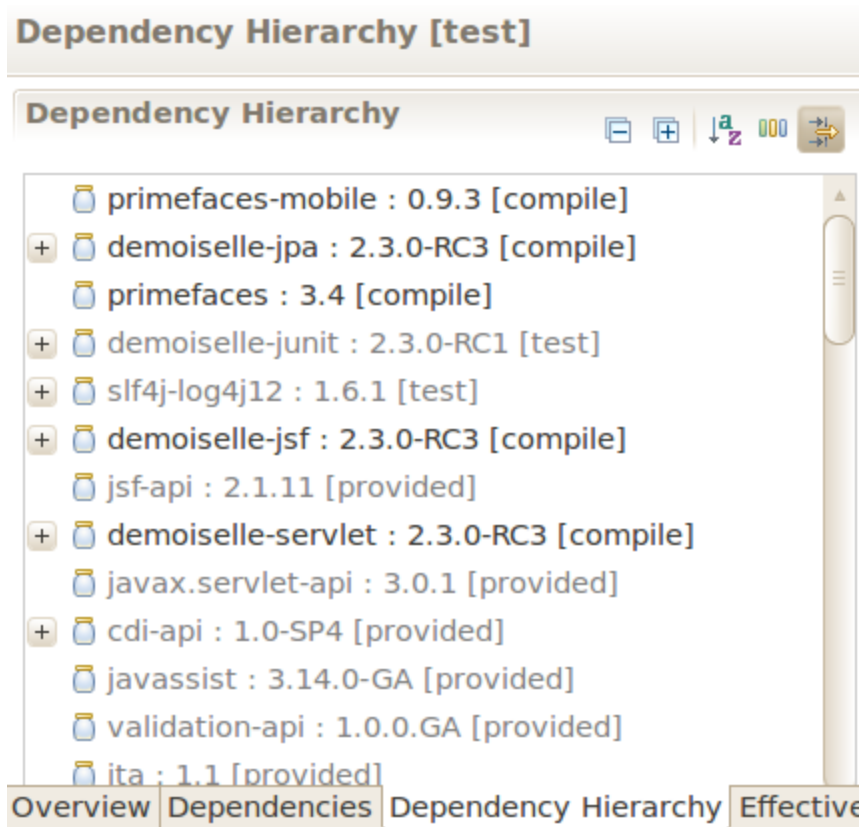 Dependency Hierarchy [test]
Dependency Hierarchy
primefaces-mobile : 0.9.3 [compile]
demoiselle-jpa : 2.3.0-RC3 [compile]
primefaces : 3.4 [compile]
demoiselle-junit : 2.3.0-RC1 [test]
slf4j-log4j12 : 1.6.1 [test]
demoiselle-jsf : 2.3.0-RC3 [compile]
jsf-api : 2.1.11 [provided]
demoiselle-servlet : 2.3.0-RC3 [compile]
javax.servlet-api : 3.0.1 [provided]
cdi-api : 1.0-SP4 [provided]
javassist : 3.14.0-GA [provided]
validation-api : 1.0.0.GA [provided]
jta : 1.1 [provided]
Overview Dependencies Dependency Hierarchy Effective